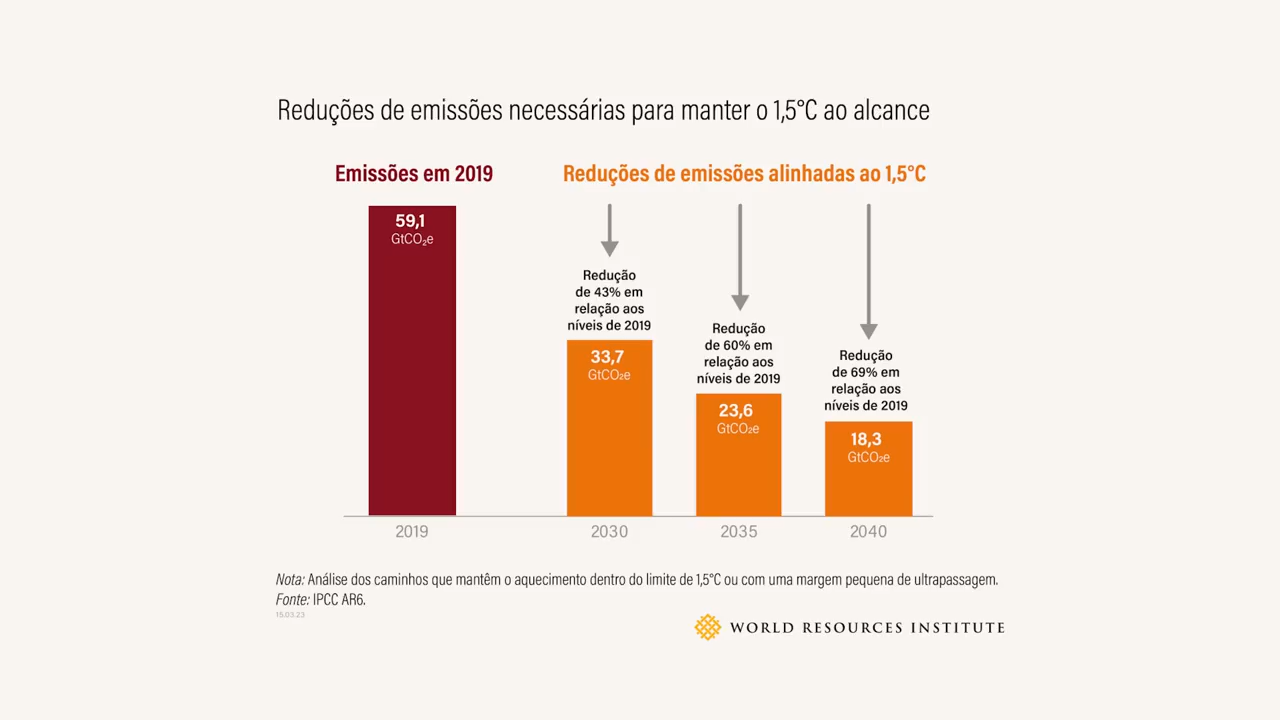 Reduções de emissões necessárias para manter o 1,5°C ao alcance
Emissões em 2019
Reduções de emissões alinhadas ao 1,5°C
59,1
GtCO₂e
Redução
de 43% em
relação aos
níveis de 2019
33,7
GtCO₂e
Redução
de 60% em
relação aos
níveis de 2019
23,6
GtCO₂e
Redução
de 69% em
relação aos
níveis de 2019
18,3
GtCO₂e
2019
2030
2035
2040
Nota: Análise dos caminhos que mantêm o aquecimento dentro do limite de 1,5°C ou com uma margem pequena de ultrapassagem.
Fonte: IPCC AR6.
15.03.23
WORLD RESOURCES INSTITUTE